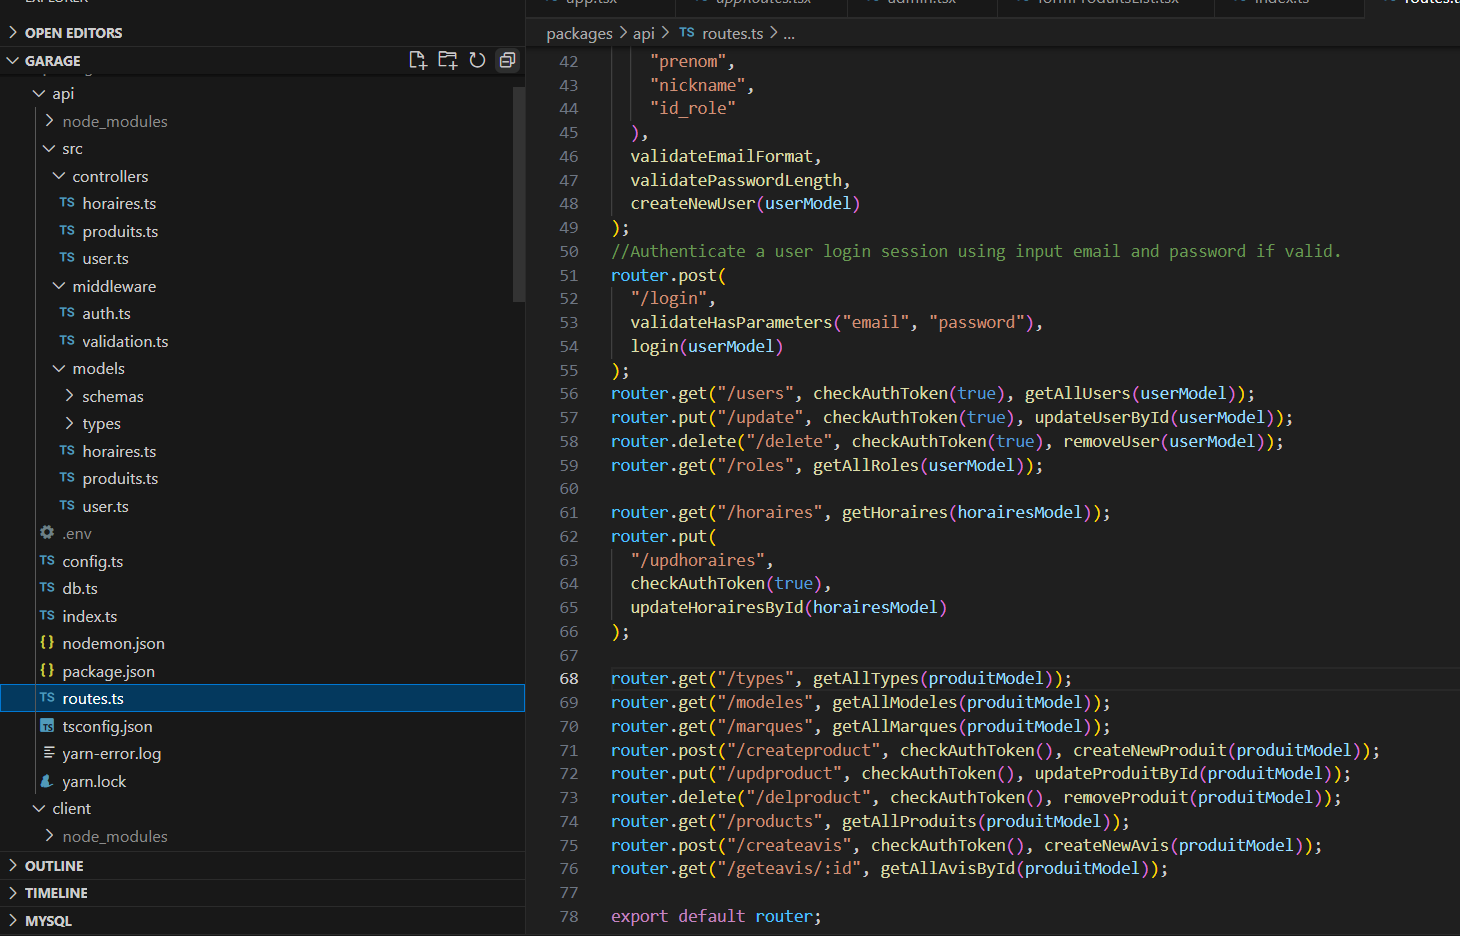 OPEN EDITORS
GARAGE
api
node_modules
src
controllers
TS horaires.ts
TS produits.ts
TS user.ts
middleware
TS auth.ts
TS validation.ts
models
schemas
types
TS horaires.ts
TS produits.ts
TS user.ts
.env
TS config.ts
TS db.ts
TS index.ts
{} nodemon.json
{} package.json
TS routes.ts
TS tsconfig.json
yarn-error.log
yarn.lock
client
node_modules
OUTLINE
TIMELINE
MYSQL
packages > api > TS routes.ts > ...
42 "prenom",
43 "nickname",
44 "id_role"
45 ),
46 validateEmailFormat,
47 validatePasswordLength,
48 createNewUser(userModel)
49 );
50 //Authenticate a user login session using input email and password if valid.
51 router.post(
52 "/login",
53 validateHasParameters("email", "password"),
54 login(userModel)
55 );
56 router.get("/users", checkAuthToken(true), getAllUsers(userModel));
57 router.put("/update", checkAuthToken(true), updateUserById(userModel));
58 router.delete("/delete", checkAuthToken(true), removeUser(userModel));
59 router.get("/roles", getAllRoles(userModel));
60
61 router.get("/horaires", getHoraires(horairesModel));
62 router.put(
63 "/updhoraires",
64 checkAuthToken(true),
65 updateHorairesById(horairesModel)
66 );
67
68 router.get("/types", getAllTypes(produitModel));
69 router.get("/modeles", getAllModeles(produitModel));
70 router.get("/marques", getAllMarques(produitModel));
71 router.post("/createproduct", checkAuthToken(), createNewProduit(produitModel));
72 router.put("/updproduct", checkAuthToken(), updateProduitById(produitModel));
73 router.delete("/delproduct", checkAuthToken(), removeProduit(produitModel));
74 router.get("/products", getAllProduits(produitModel));
75 router.post("/createavis", checkAuthToken(), createNewAvis(produitModel));
76 router.get("/geteavis/:id", getAllAvisById(produitModel));
77
78 export default router;